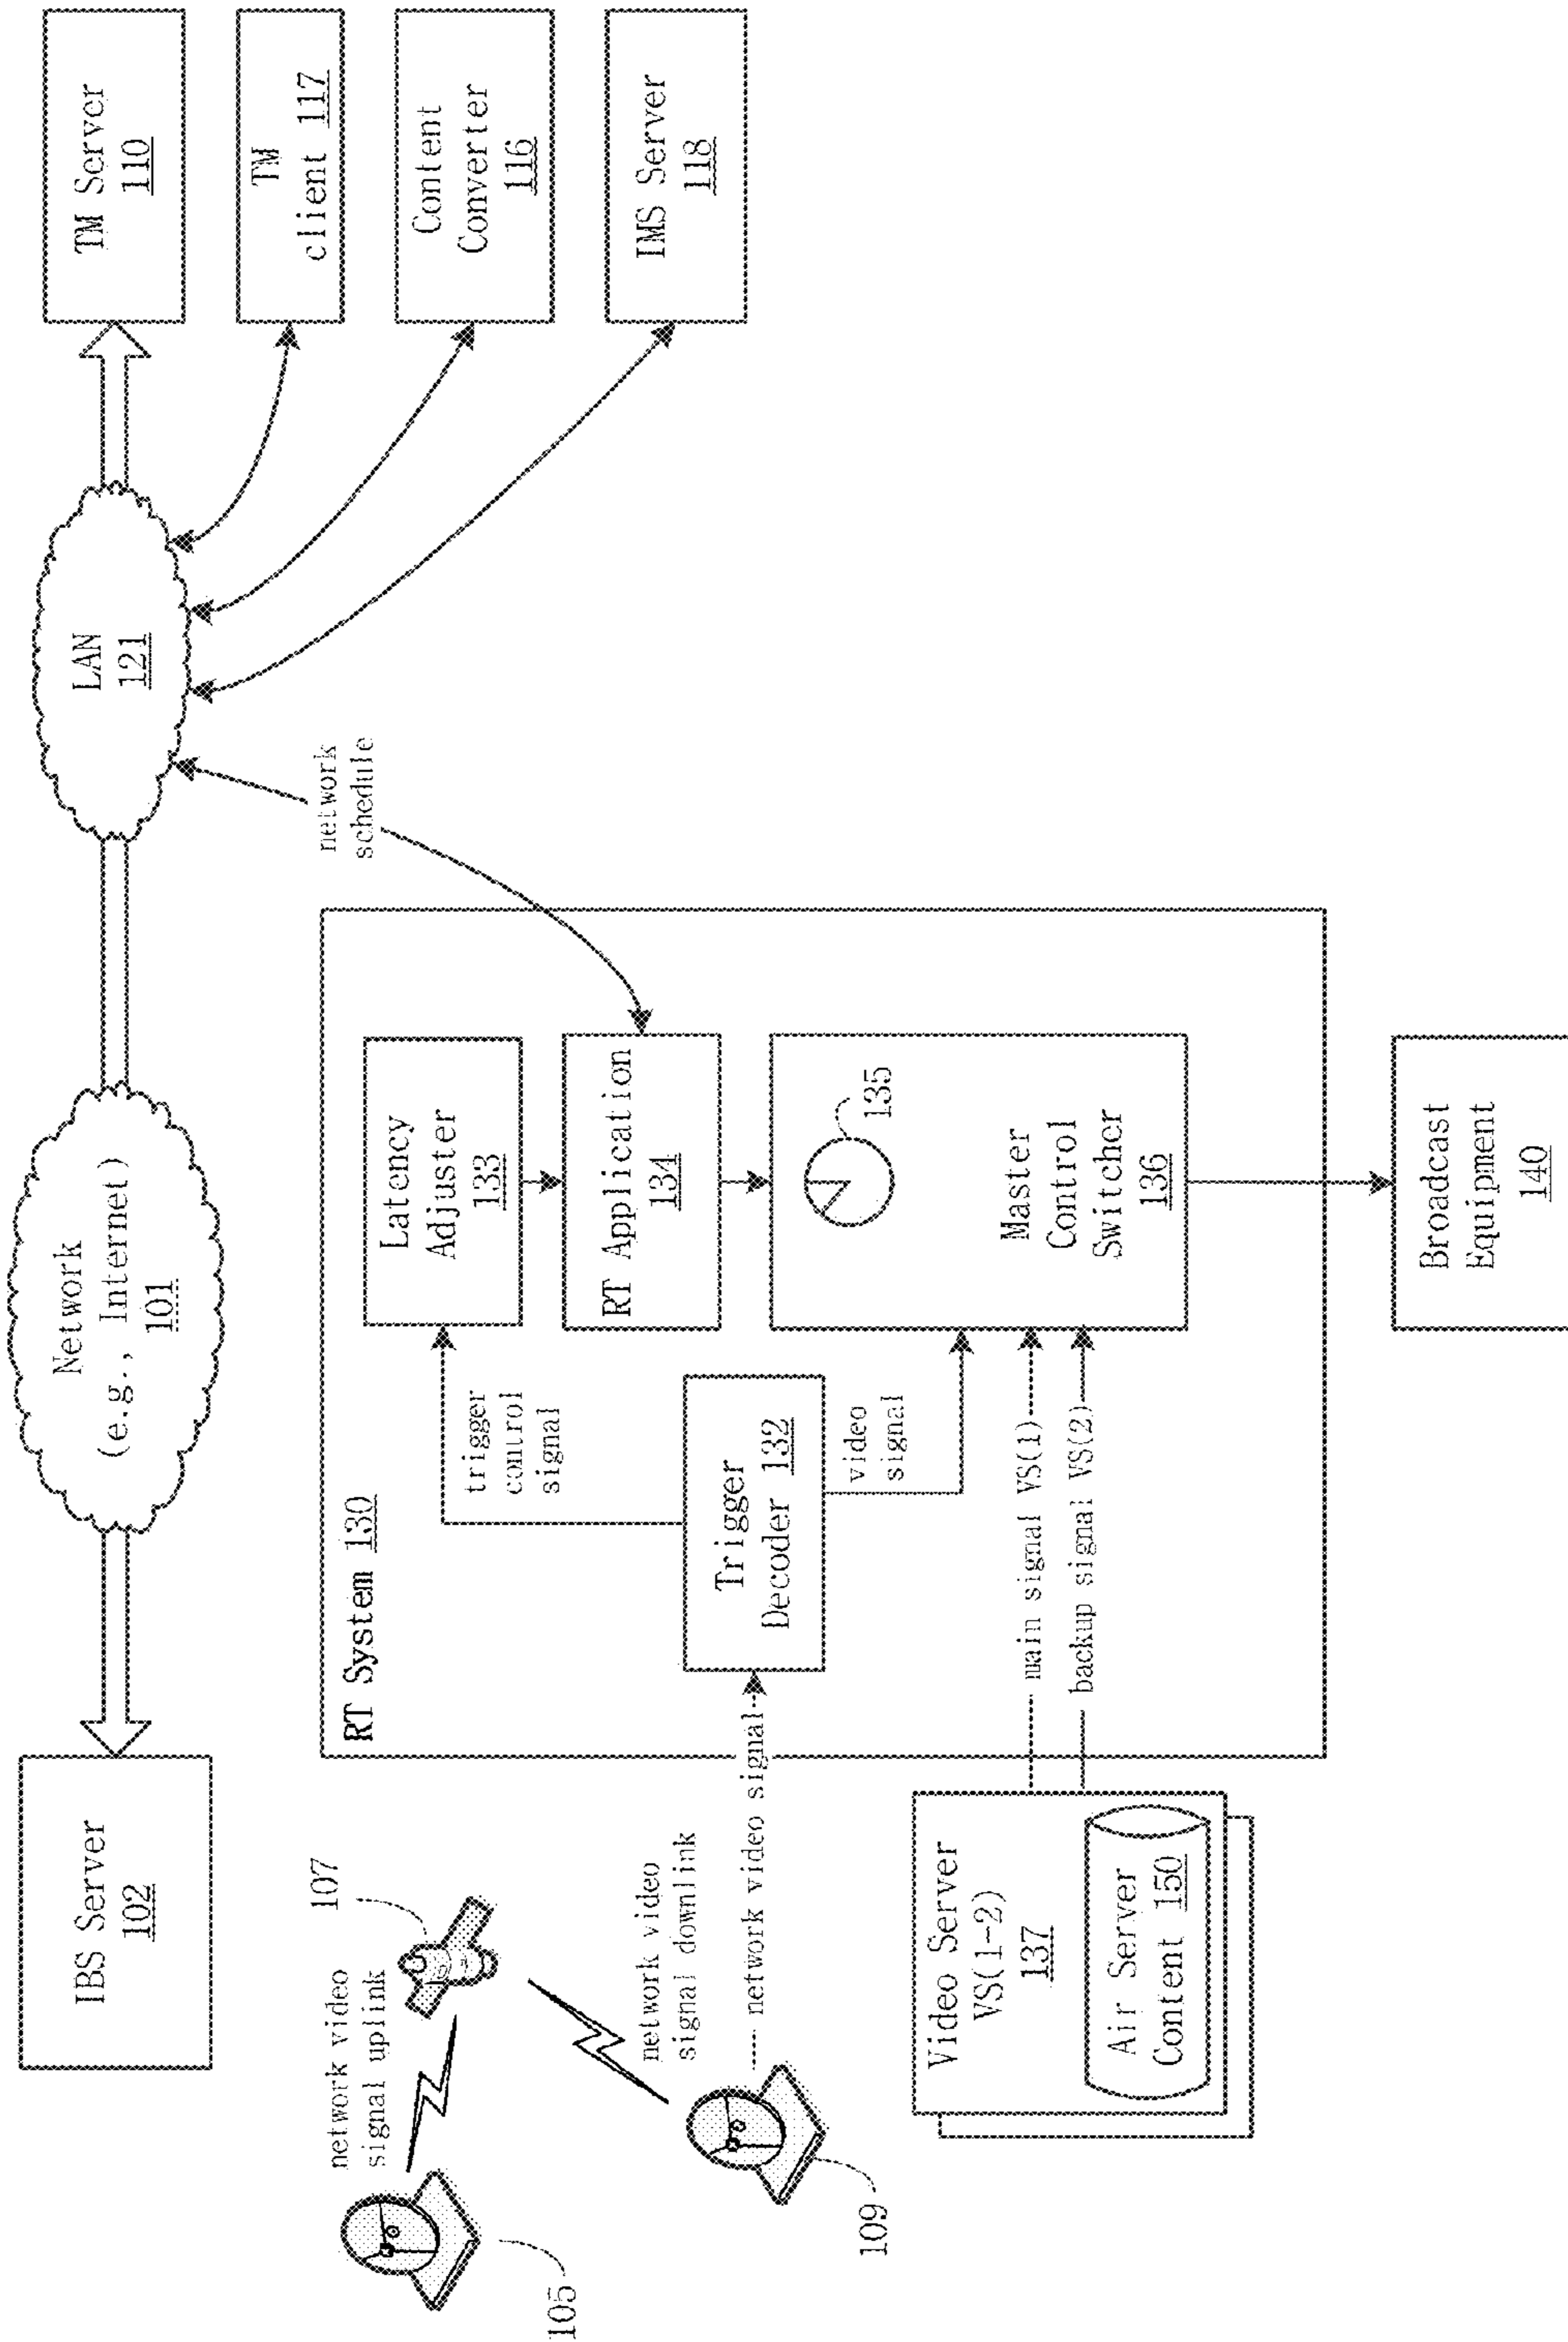 IBS Server
102
Network
(e.g., Internet)
101
LAN
121
TM Server
110
TM
client 117
Content
Converter
116
IMS Server
118
network
schedule
network video
signal uplink
105
107
network video
signal downlink
109
network video signal
RT System 130
trigger
control
signal
Latency
Adjuster
133
RT Application
134
Trigger
Decoder 132
video
signal
135
Master
Control
Switcher
136
main signal VS(1)
backup signal VS(2)
Video Server
VS(1-2)
137
Air Server
Content 150
Broadcast
Equipment
140